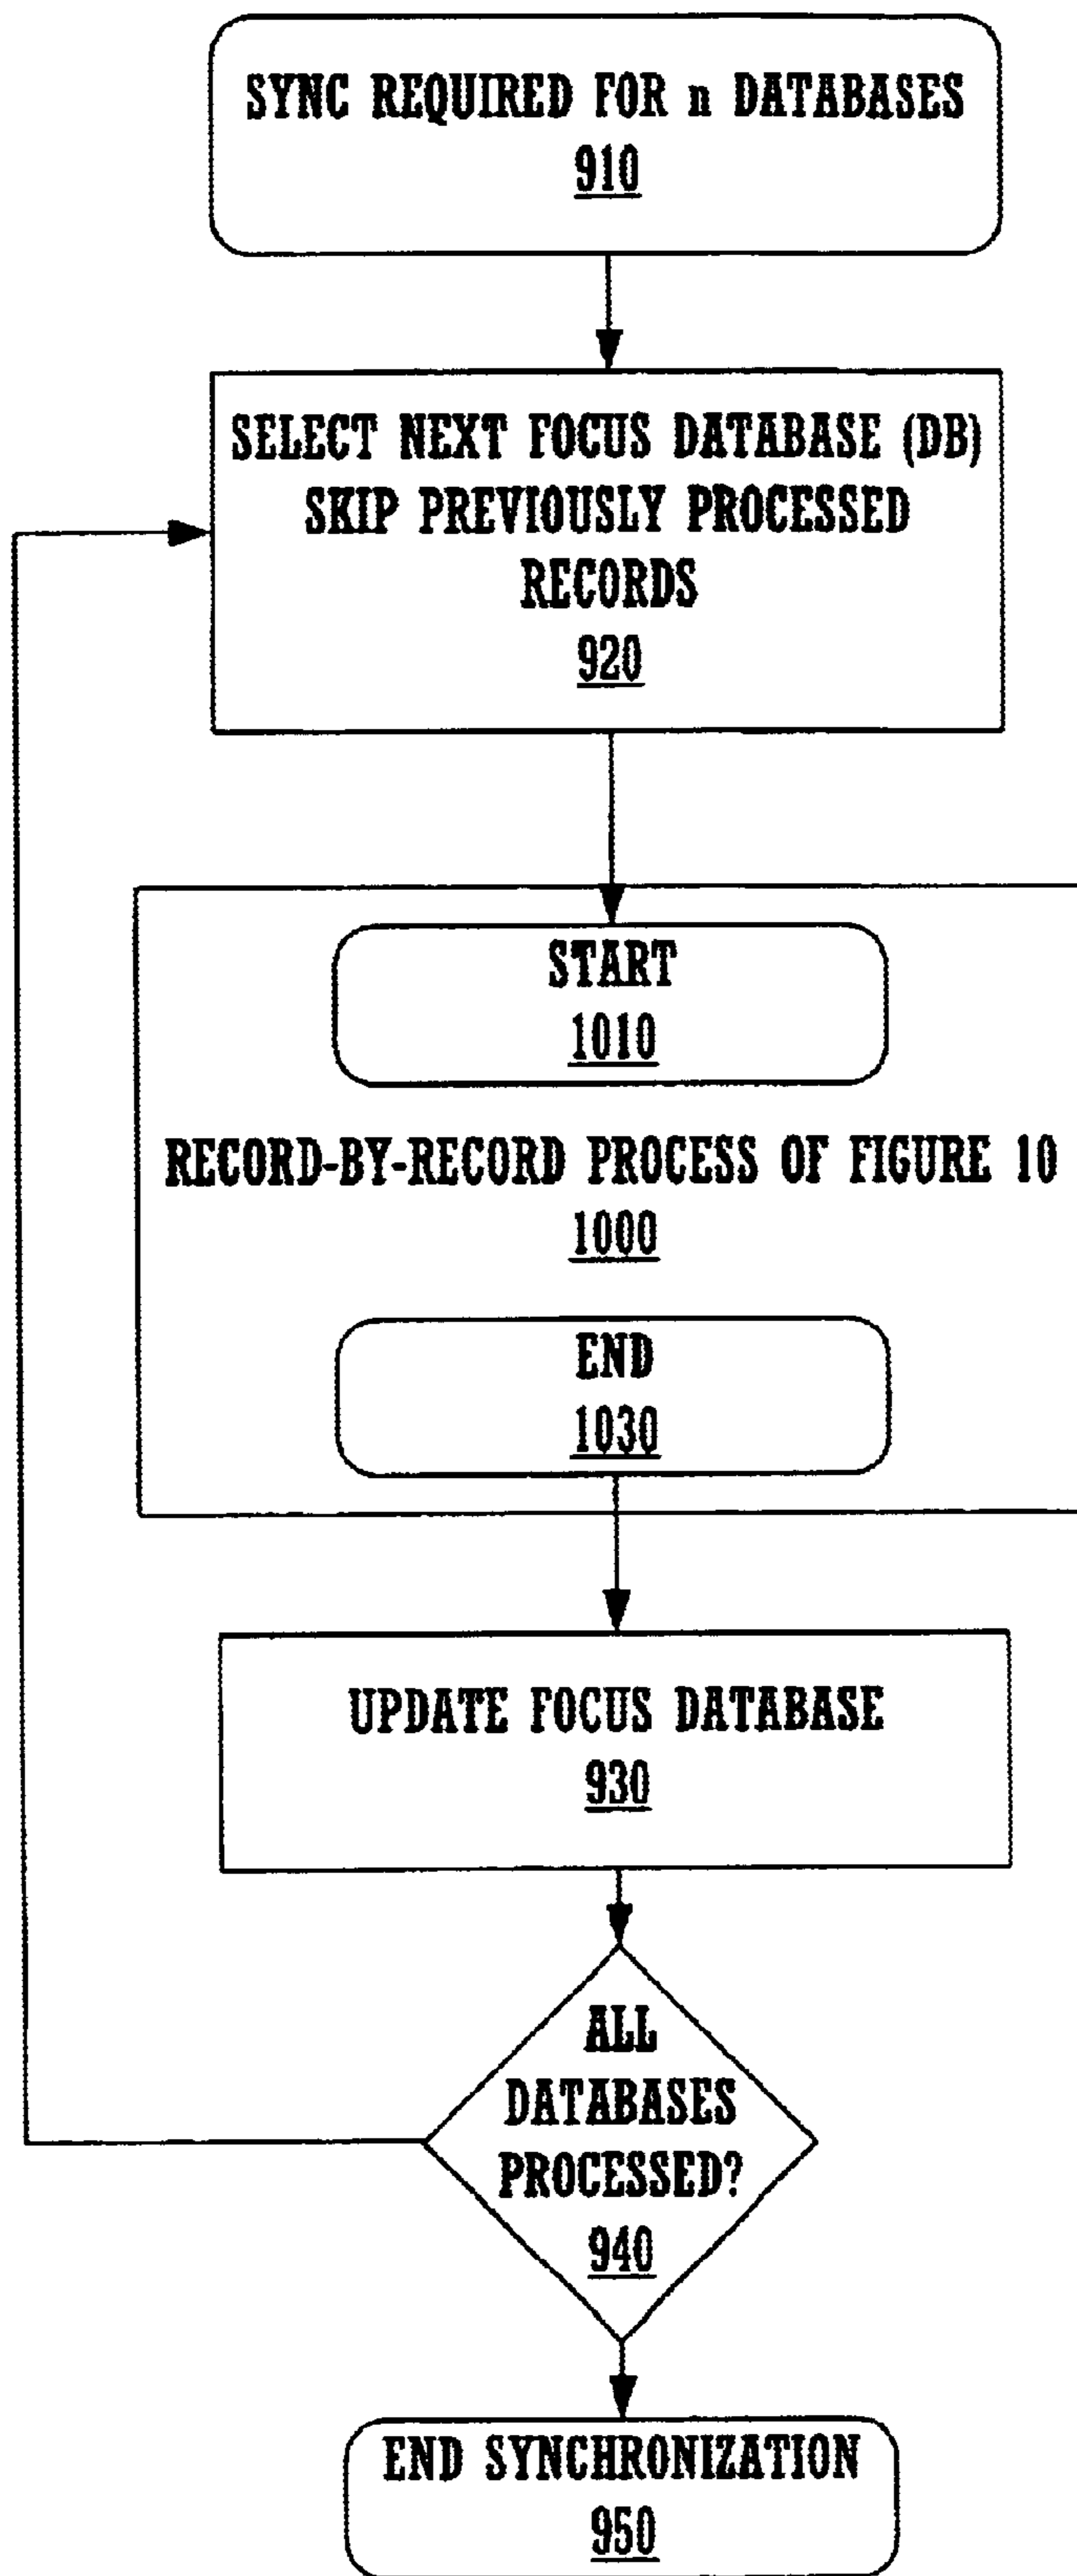 SYNC REQUIRED FOR n DATABASES
910
SELECT NEXT FOCUS DATABASE (DB)
SKIP PREVIOUSLY PROCESSED
RECORDS
920
START
1010
RECORD-BY-RECORD PROCESS OF FIGURE 10
1000
END
1030
UPDATE FOCUS DATABASE
930
ALL
DATABASES
PROCESSED?
940
END SYNCHRONIZATION
950